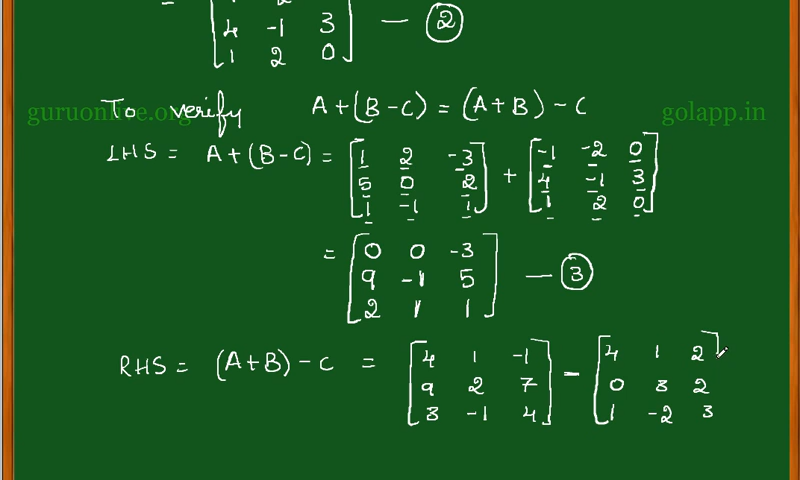 4 -1 3 — 2
= 1 2 0
To verify A + (B - C) = (A + B) - C
guruonline.org golapp.in
LHS = A + (B - C) = [1 2 -3 + [-1 -2 0
5 0 2 4 -1 3
1 -1 1] 1 2 0]
= [0 0 -3
9 -1 5 — 3
2 1 1]
RHS = (A + B) - C = [4 1 -1 - [4 1 2
9 2 7 0 3 2
3 -1 4] 1 -2 3